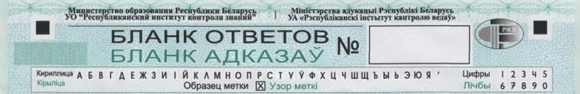 Министерство образования Республики Беларусь
УО «Республиканский институт контроля знаний»
Міністэрства адукацыі Рэспублікі Беларусь
УА «Рэспубліканскі інстытут кантролю ведаў»
БЛАНК ОТВЕТОВ
БЛАНК АДКАЗАЎ
№
РИКЗ
Кириллица А Б В Г Д Е Ж З И І Й К Л М Н О П Р С Т У Ў Ф Х Ц Ч Ш Щ Ъ Ы Ь Э Ю Я ’ Цифры 1 2 3 4 5
Кірыліца Образец метки X Узор меткі Лічбы 6 7 8 9 0